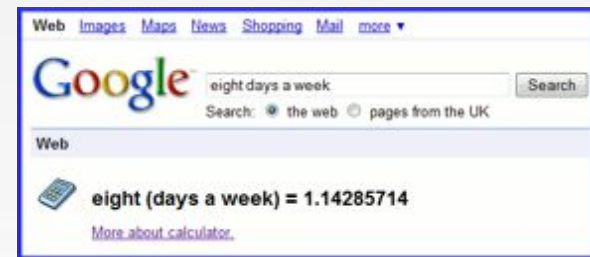 Web Images Maps News Shopping Mail more ▼
Google™ eight days a week Search
Search: the web pages from the UK
Web
eight (days a week) = 1.14285714
More about calculator.